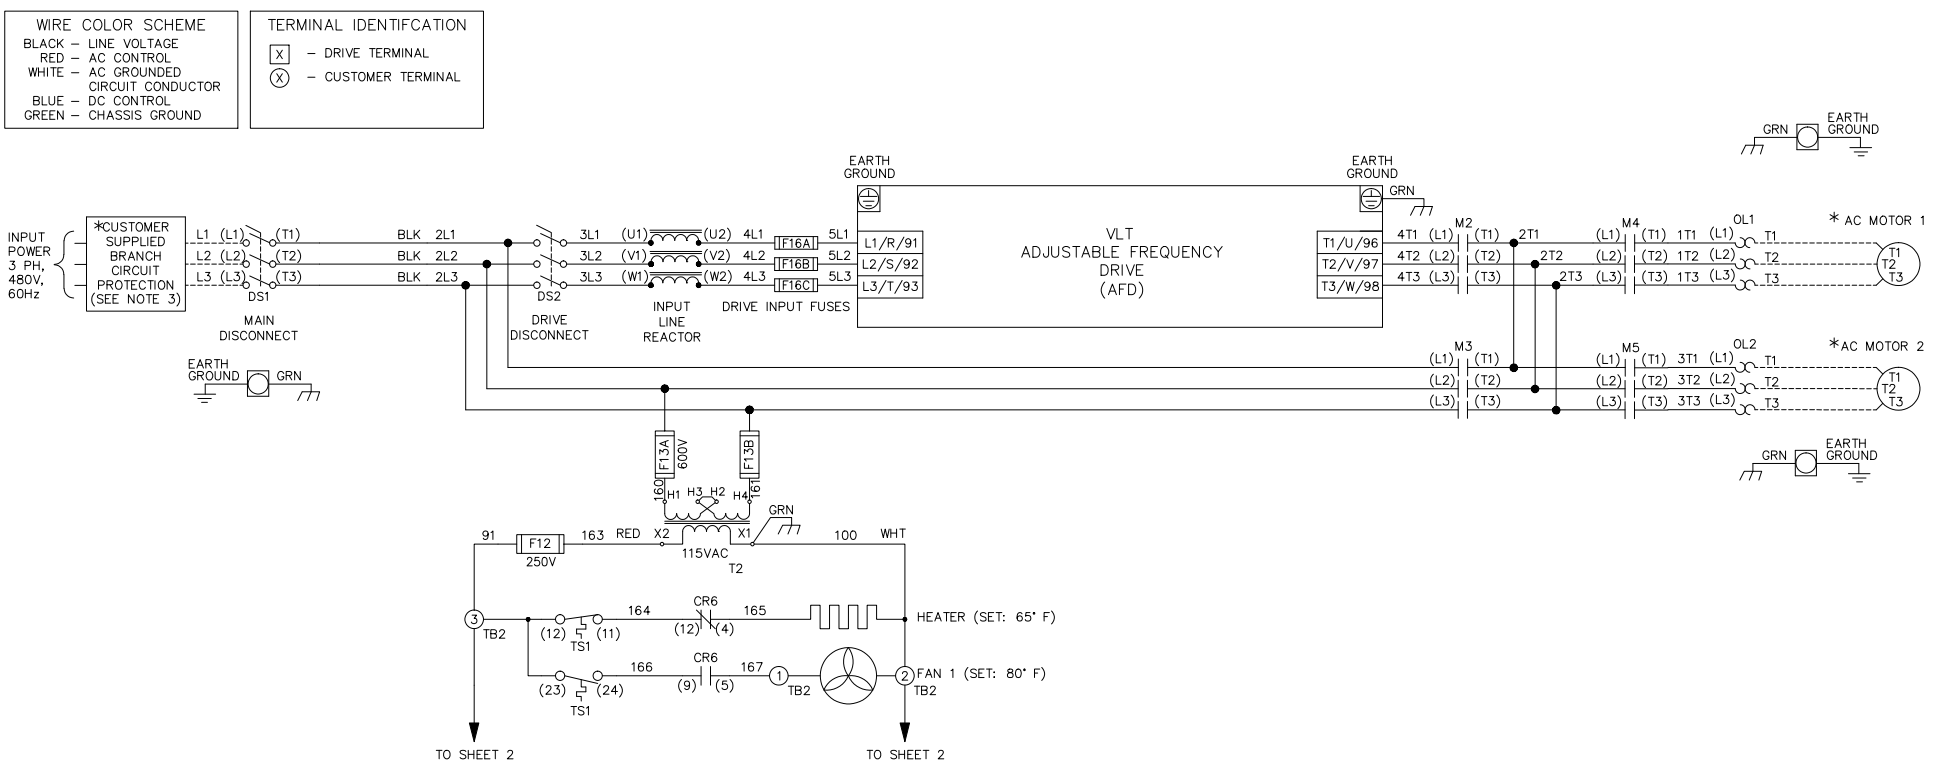 WIRE COLOR SCHEME
BLACK – LINE VOLTAGE
RED – AC CONTROL
WHITE – AC GROUNDED
CIRCUIT CONDUCTOR
BLUE – DC CONTROL
GREEN – CHASSIS GROUND
TERMINAL IDENTIFCATION
X – DRIVE TERMINAL
X – CUSTOMER TERMINAL
GRN
EARTH
GROUND
EARTH
GROUND
EARTH
GROUND
GRN
INPUT
POWER
3 PH,
480V,
60Hz
*CUSTOMER
SUPPLIED
BRANCH
CIRCUIT
PROTECTION
(SEE NOTE 3)
L1 (L1) (T1) BLK 2L1 3L1 (U1) (U2) 4L1 F16A 5L1 L1/R/91
L2 (L2) (T2) BLK 2L2 3L2 (V1) (V2) 4L2 F16B 5L2 L2/S/92
L3 (L3) (T3) BLK 2L3 3L3 (W1) (W2) 4L3 F16C 5L3 L3/T/93
DS1
MAIN
DISCONNECT
DS2
DRIVE
DISCONNECT
INPUT
LINE
REACTOR
DRIVE INPUT FUSES
VLT
ADJUSTABLE FREQUENCY
DRIVE
(AFD)
M2 M4 OL1 * AC MOTOR 1
T1/U/96 4T1 (L1) (T1) 2T1 (L1) (T1) 1T1 (L1) T1 T1
T2/V/97 4T2 (L2) (T2) 2T2 (L2) (T2) 1T2 (L2) T2 T2
T3/W/98 4T3 (L3) (T3) 2T3 (L3) (T3) 1T3 (L3) T3 T3
M3 M5 OL2 *AC MOTOR 2
(L1) (T1) (L1) (T1) 3T1 (L1) T1 T1
(L2) (T2) (L2) (T2) 3T2 (L2) T2 T2
(L3) (T3) (L3) (T3) 3T3 (L3) T3 T3
EARTH
GROUND
GRN
GRN
EARTH
GROUND
F13A
600V
F13B
160
161
H1 H3 H2 H4
GRN
91 F12 163 RED X2 X1 100 WHT
250V
115VAC
T2
3
TB2
(12) (11) 164 CR6 165
TS1
(12) (4)
HEATER (SET: 65° F)
(23) (24) 166 CR6 167
TS1
(9) (5)
1
TB2
2
TB2
FAN 1 (SET: 80° F)
TO SHEET 2
TO SHEET 2